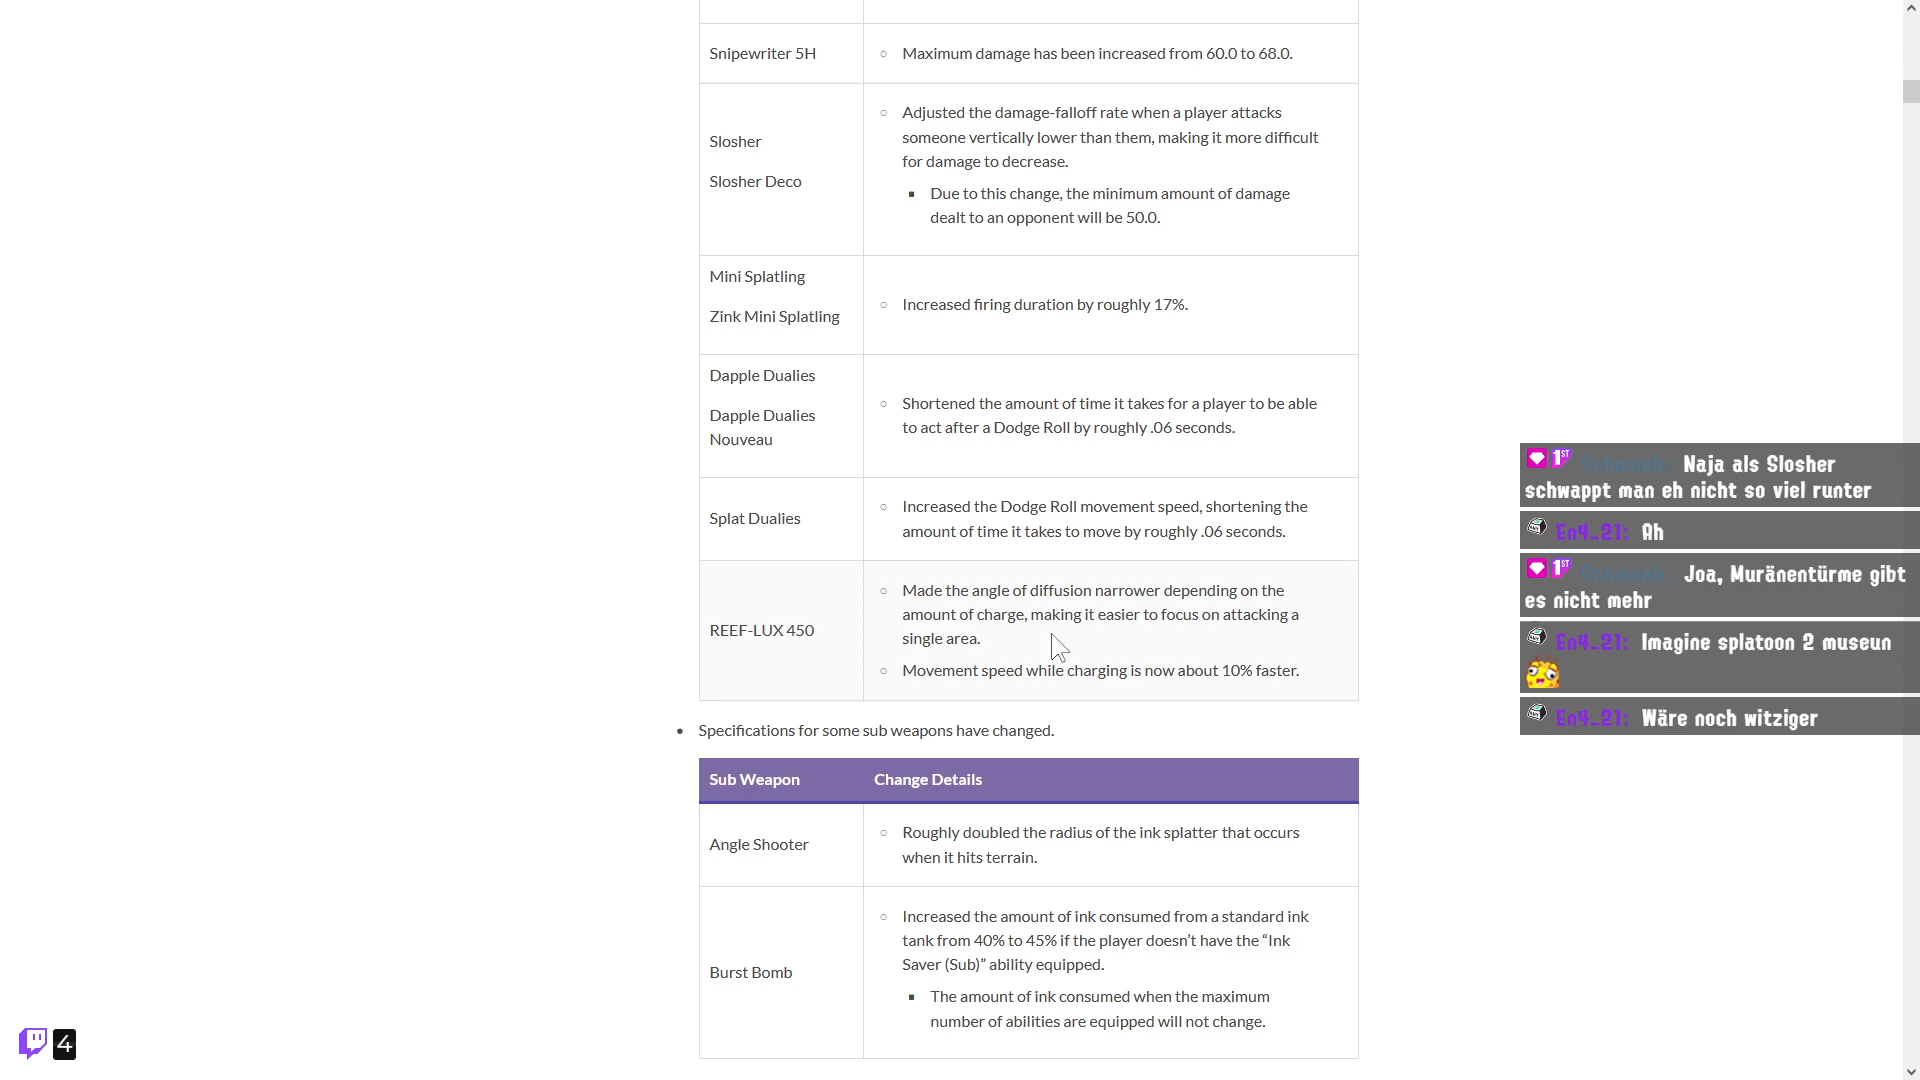 Snipewriter 5H
○ Maximum damage has been increased from 60.0 to 68.0.
Slosher
Slosher Deco
○ Adjusted the damage-falloff rate when a player attacks
someone vertically lower than them, making it more difficult
for damage to decrease.
▪ Due to this change, the minimum amount of damage
dealt to an opponent will be 50.0.
Mini Splatling
Zink Mini Splatling
○ Increased firing duration by roughly 17%.
Dapple Dualies
Dapple Dualies
Nouveau
○ Shortened the amount of time it takes for a player to be able
to act after a Dodge Roll by roughly .06 seconds.
Splat Dualies
○ Increased the Dodge Roll movement speed, shortening the
amount of time it takes to move by roughly .06 seconds.
REEF-LUX 450
○ Made the angle of diffusion narrower depending on the
amount of charge, making it easier to focus on attacking a
single area.
○ Movement speed while charging is now about 10% faster.
• Specifications for some sub weapons have changed.
Sub Weapon Change Details
Angle Shooter
○ Roughly doubled the radius of the ink splatter that occurs
when it hits terrain.
Burst Bomb
○ Increased the amount of ink consumed from a standard ink
tank from 40% to 45% if the player doesn’t have the “Ink
Saver (Sub)” ability equipped.
▪ The amount of ink consumed when the maximum
number of abilities are equipped will not change.
1ST Naja als Slosher
schwappt man eh nicht so viel runter
En4_21: Ah
1ST Joa, Muränentürme gibt
es nicht mehr
En4_21: Imagine splatoon 2 museun
En4_21: Wäre noch witziger
4